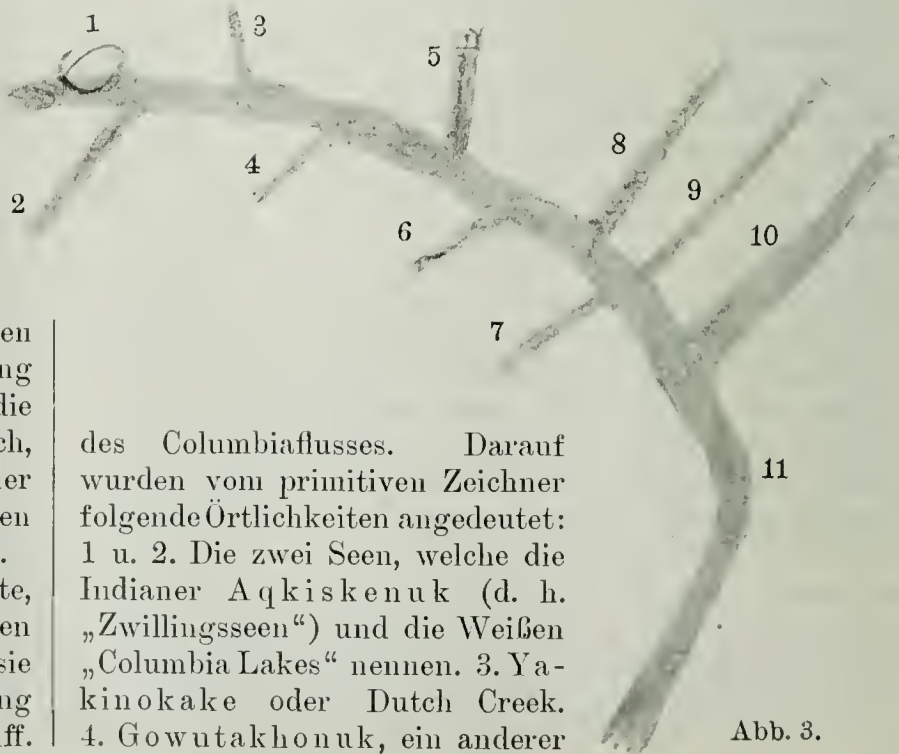 1
3
5
2
4
6
8
9
10
7
11
en
ng
die
ch,
er
en
.
te,
en
sie
ng
ff.
des Columbiaflusses. Darauf
wurden vom primitiven Zeichner
folgende Örtlichkeiten angedeutet:
1 u. 2. Die zwei Seen, welche die
Indianer Aqkiskenuk (d. h.
„Zwillingsseen“) und die Weißen
„Columbia Lakes“ nennen. 3. Ya-
kinokake oder Dutch Creek.
4. Gowutakhonuk, ein anderer
Abb. 3.